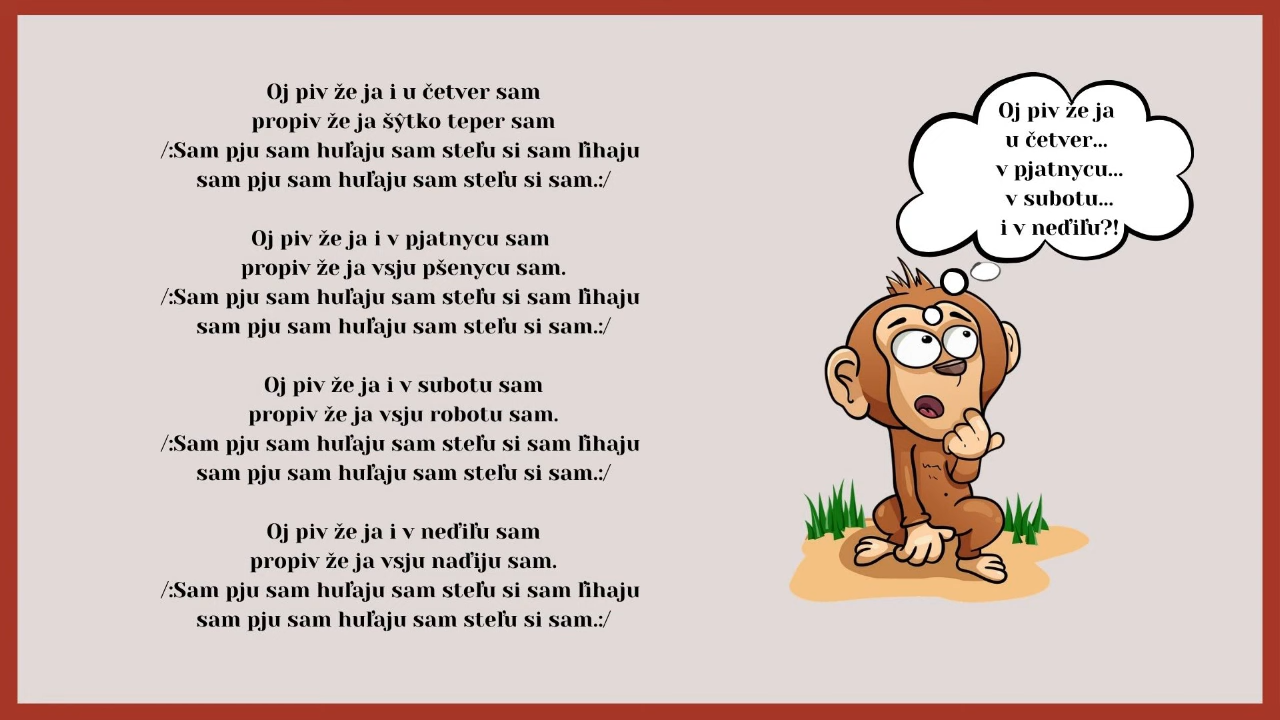 Oj piv že ja i u četver sam
propiv že ja šŷtko teper sam
/:Sam pju sam huľaju sam steľu si sam ľihaju
sam pju sam huľaju sam steľu si sam.:/
Oj piv že ja i v pjatnycu sam
propiv že ja vsju pšenycu sam.
/:Sam pju sam huľaju sam steľu si sam ľihaju
sam pju sam huľaju sam steľu si sam.:/
Oj piv že ja i v subotu sam
propiv že ja vsju robotu sam.
/:Sam pju sam huľaju sam steľu si sam ľihaju
sam pju sam huľaju sam steľu si sam.:/
Oj piv že ja i v neďiľu sam
propiv že ja vsju naďiju sam.
/:Sam pju sam huľaju sam steľu si sam ľihaju
sam pju sam huľaju sam steľu si sam.:/
Oj piv že ja
u četver...
v pjatnycu...
v subotu...
i v neďiľu?!